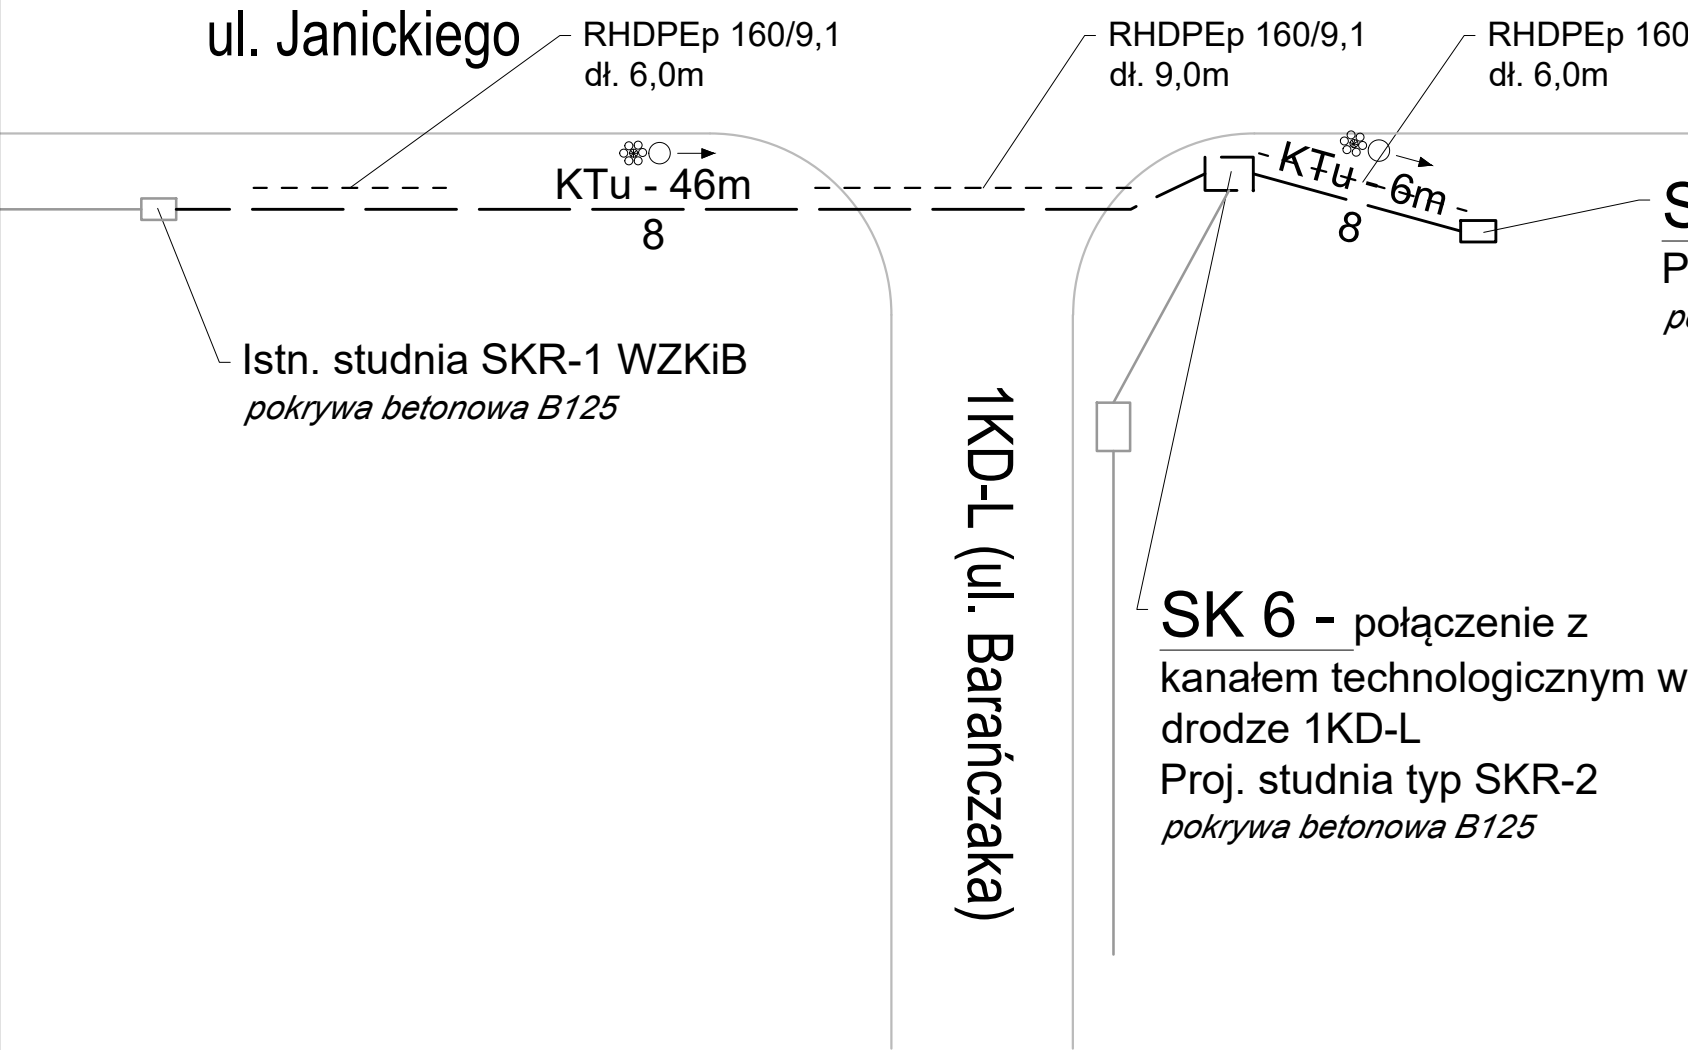 ul. Janickiego
RHDPEp 160/9,1
dł. 6,0m
RHDPEp 160/9,1
dł. 9,0m
RHDPEp 160
dł. 6,0m
KTu - 46m
8
KTu - 6m
8
S
P
Istn. studnia SKR-1 WZKiB
pokrywa betonowa B125
1KD-L (ul. Barańczaka)
SK 6 - połączenie z
kanałem technologicznym w
drodze 1KD-L
Proj. studnia typ SKR-2
pokrywa betonowa B125